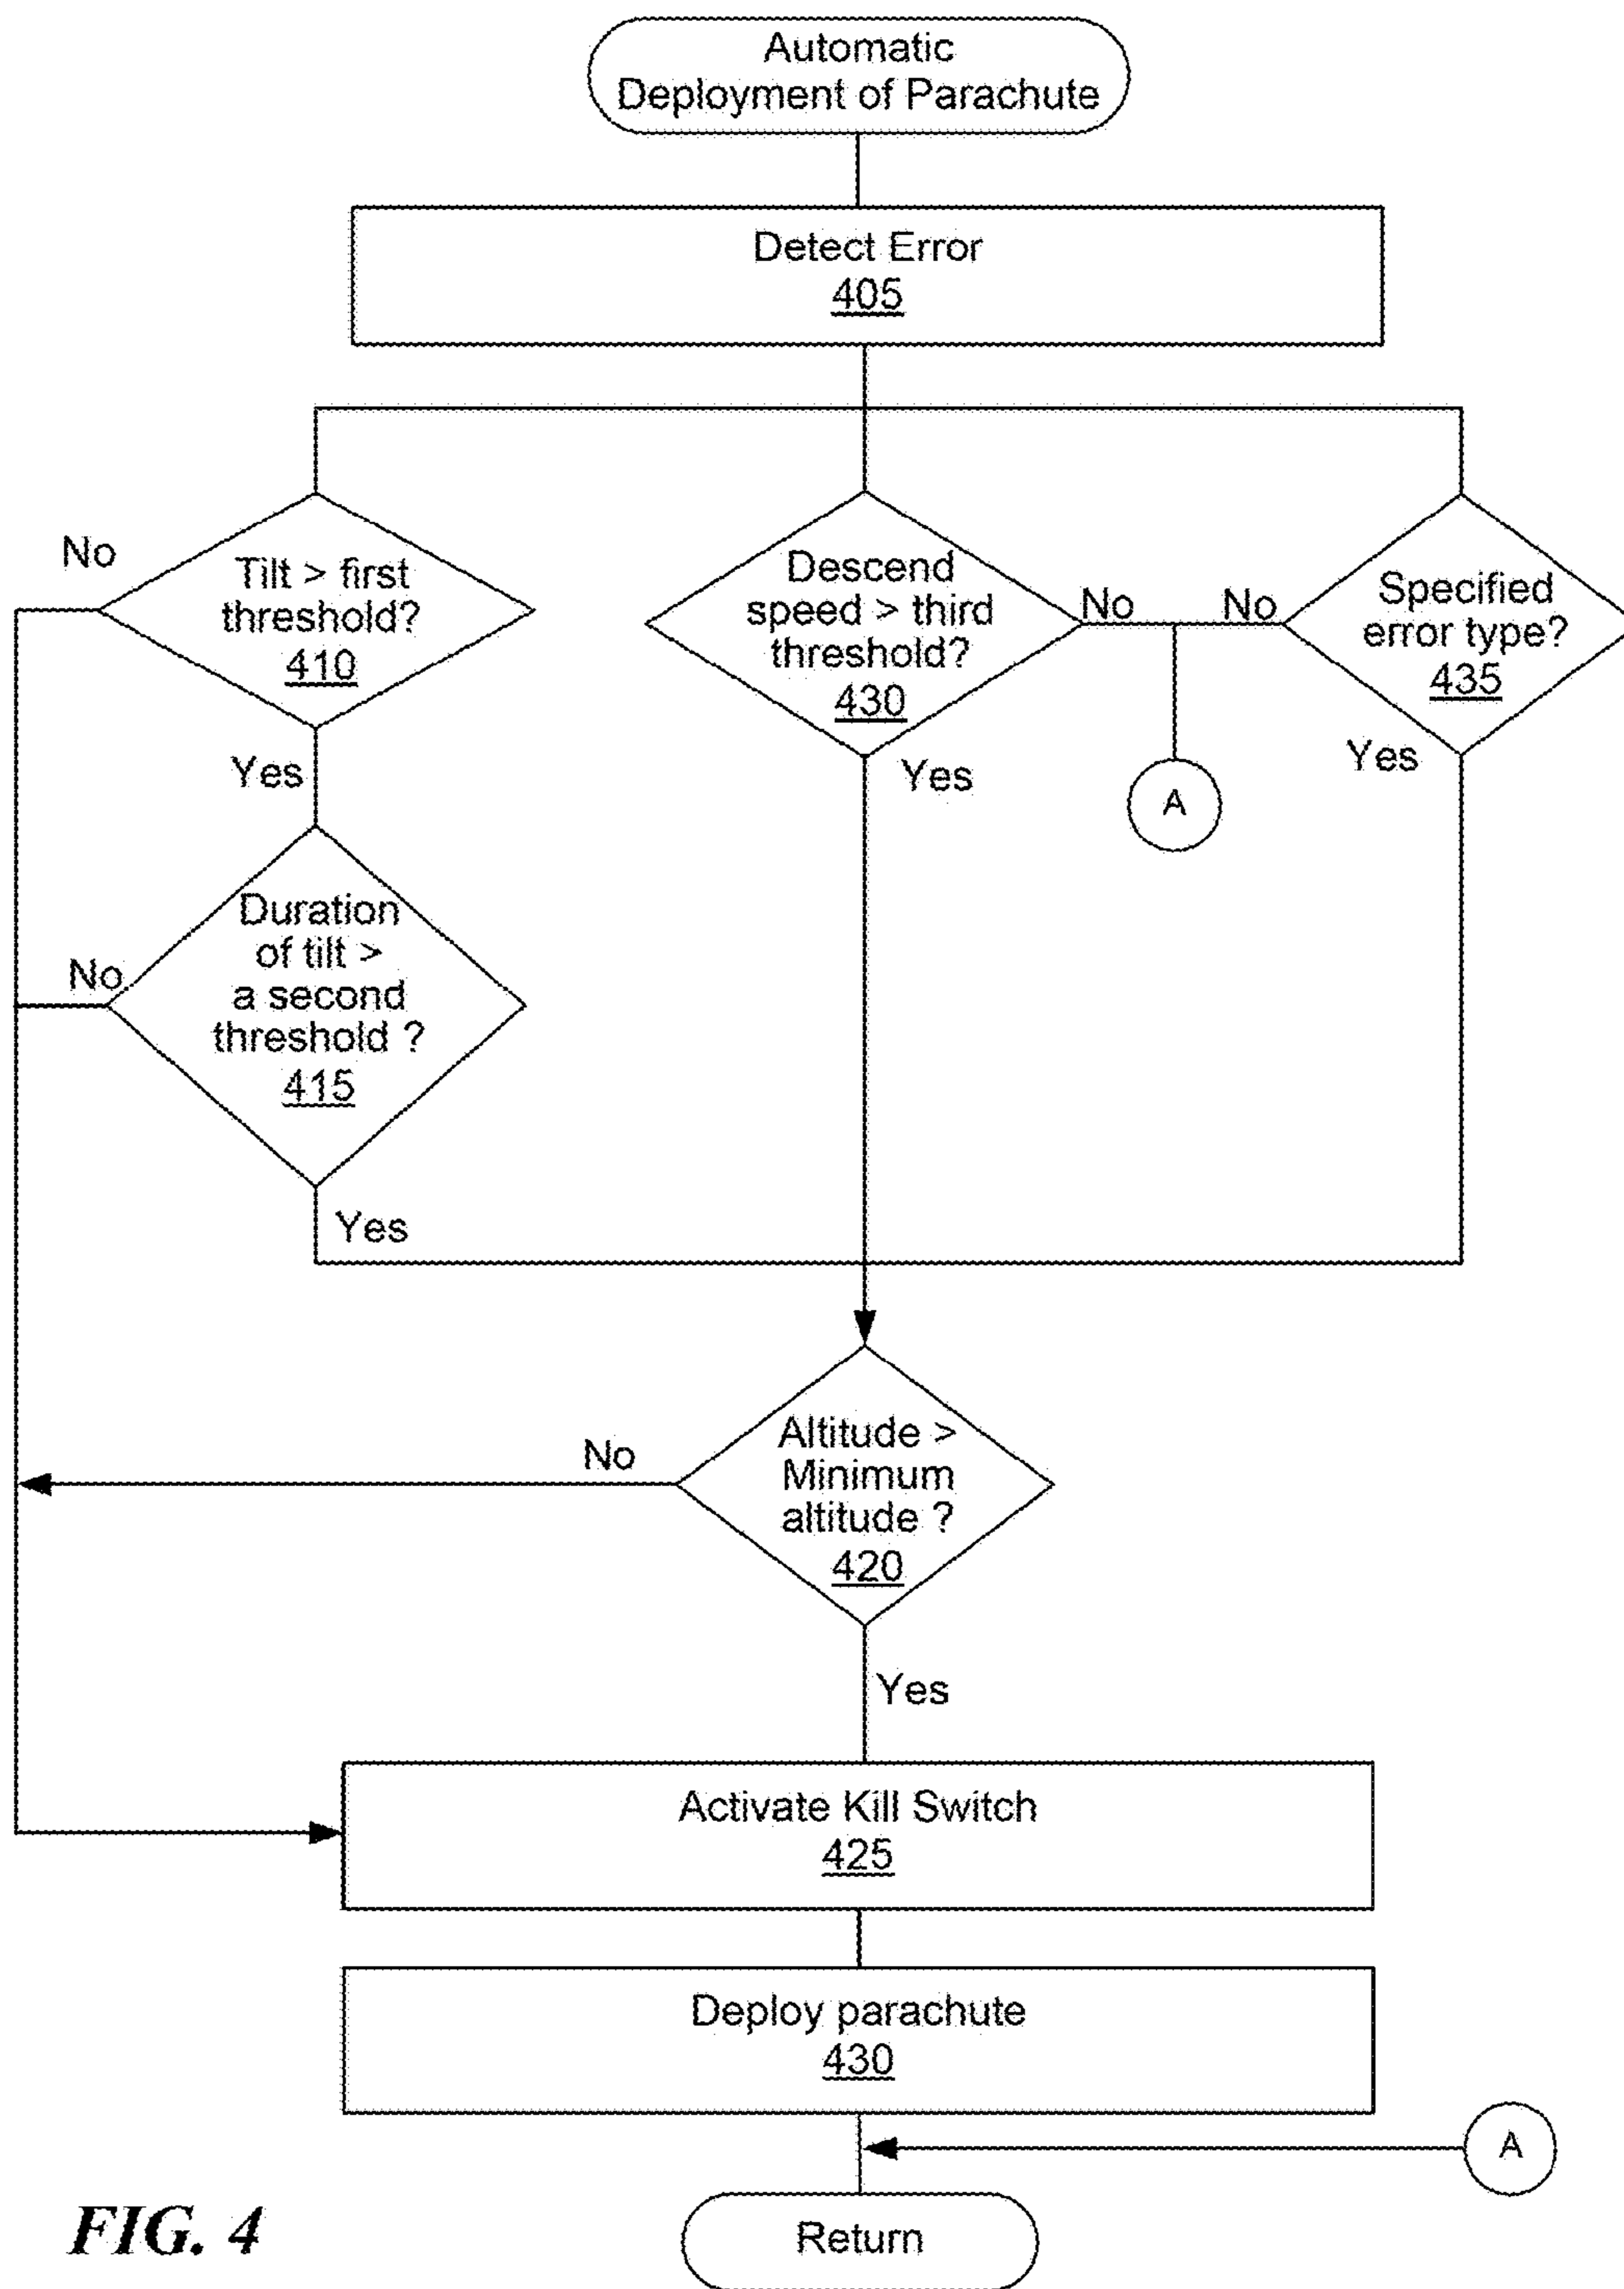 Automatic
Deployment of Parachute
Detect Error
405
No
Tilt > first
threshold?
410
Yes
Descend
speed > third
threshold?
430
No
Yes
No
Specified
error type?
435
Yes
A
Duration
of tilt >
a second
threshold ?
415
No
Yes
Altitude >
Minimum
altitude ?
420
No
Yes
Activate Kill Switch
425
Deploy parachute
430
A
Return
FIG. 4